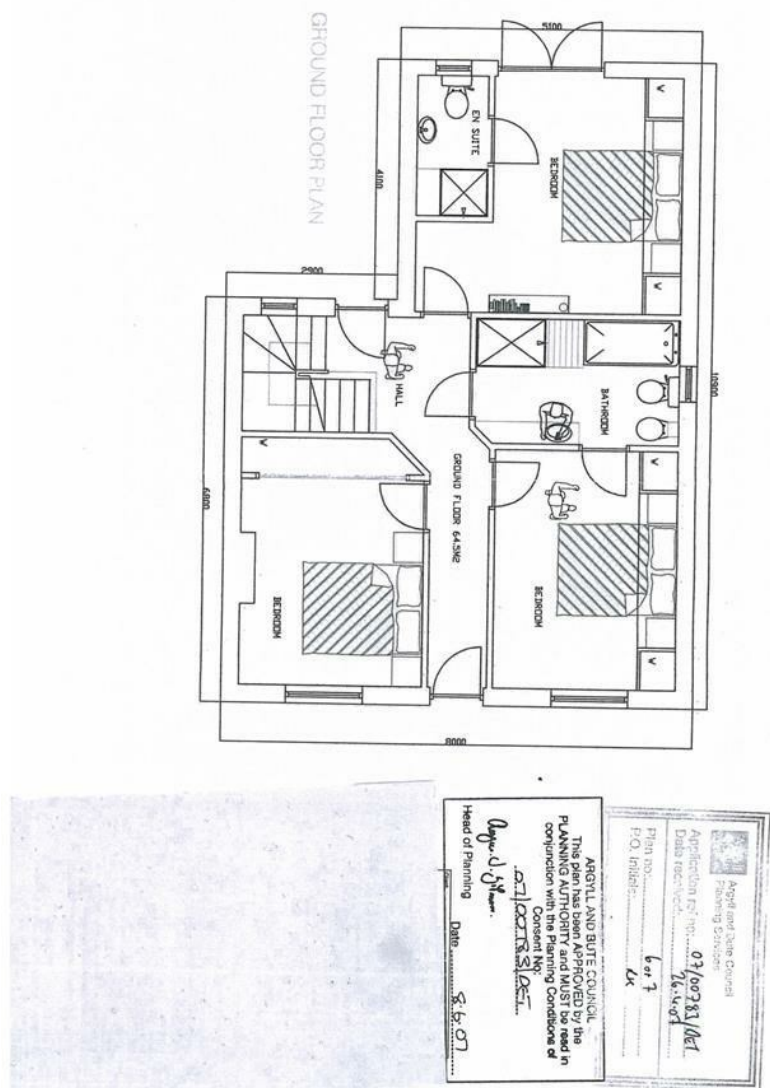 GROUND FLOOR PLAN
5100
EN SUITE
BEDROOM
W
W
4100
2900
10900
HALL
BATHROOM
GROUND FLOOR 64.5M2
6800
W
W
W
BEDROOM
BEDROOM
8000
Argyll and Bute Council
Planning Services
Application ref no: 07/00783/DET
Date received: 26.4.07
Plan no: 6 of 7
P.O. Initials:
ARGYLL AND BUTE COUNCIL
This plan has been APPROVED by the
PLANNING AUTHORITY and MUST be read in
conjunction with the Planning Conditions of
Consent No:
07/00783/DET
Head of Planning
Date 8.6.07